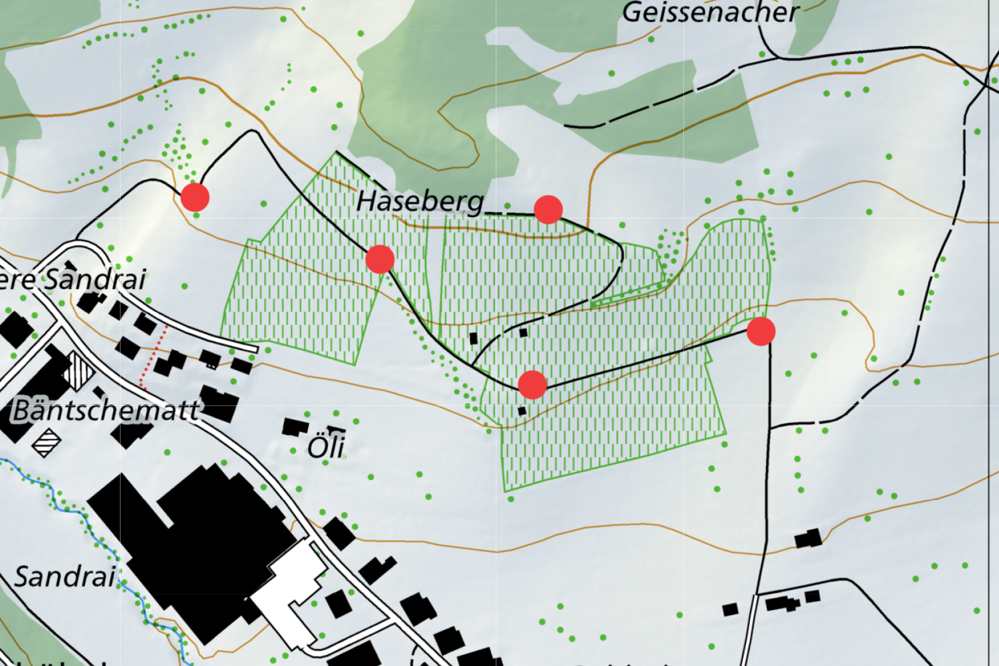 Geissenacher
Haseberg
ere Sandrai
Bäntschematt
Öli
Sandrai